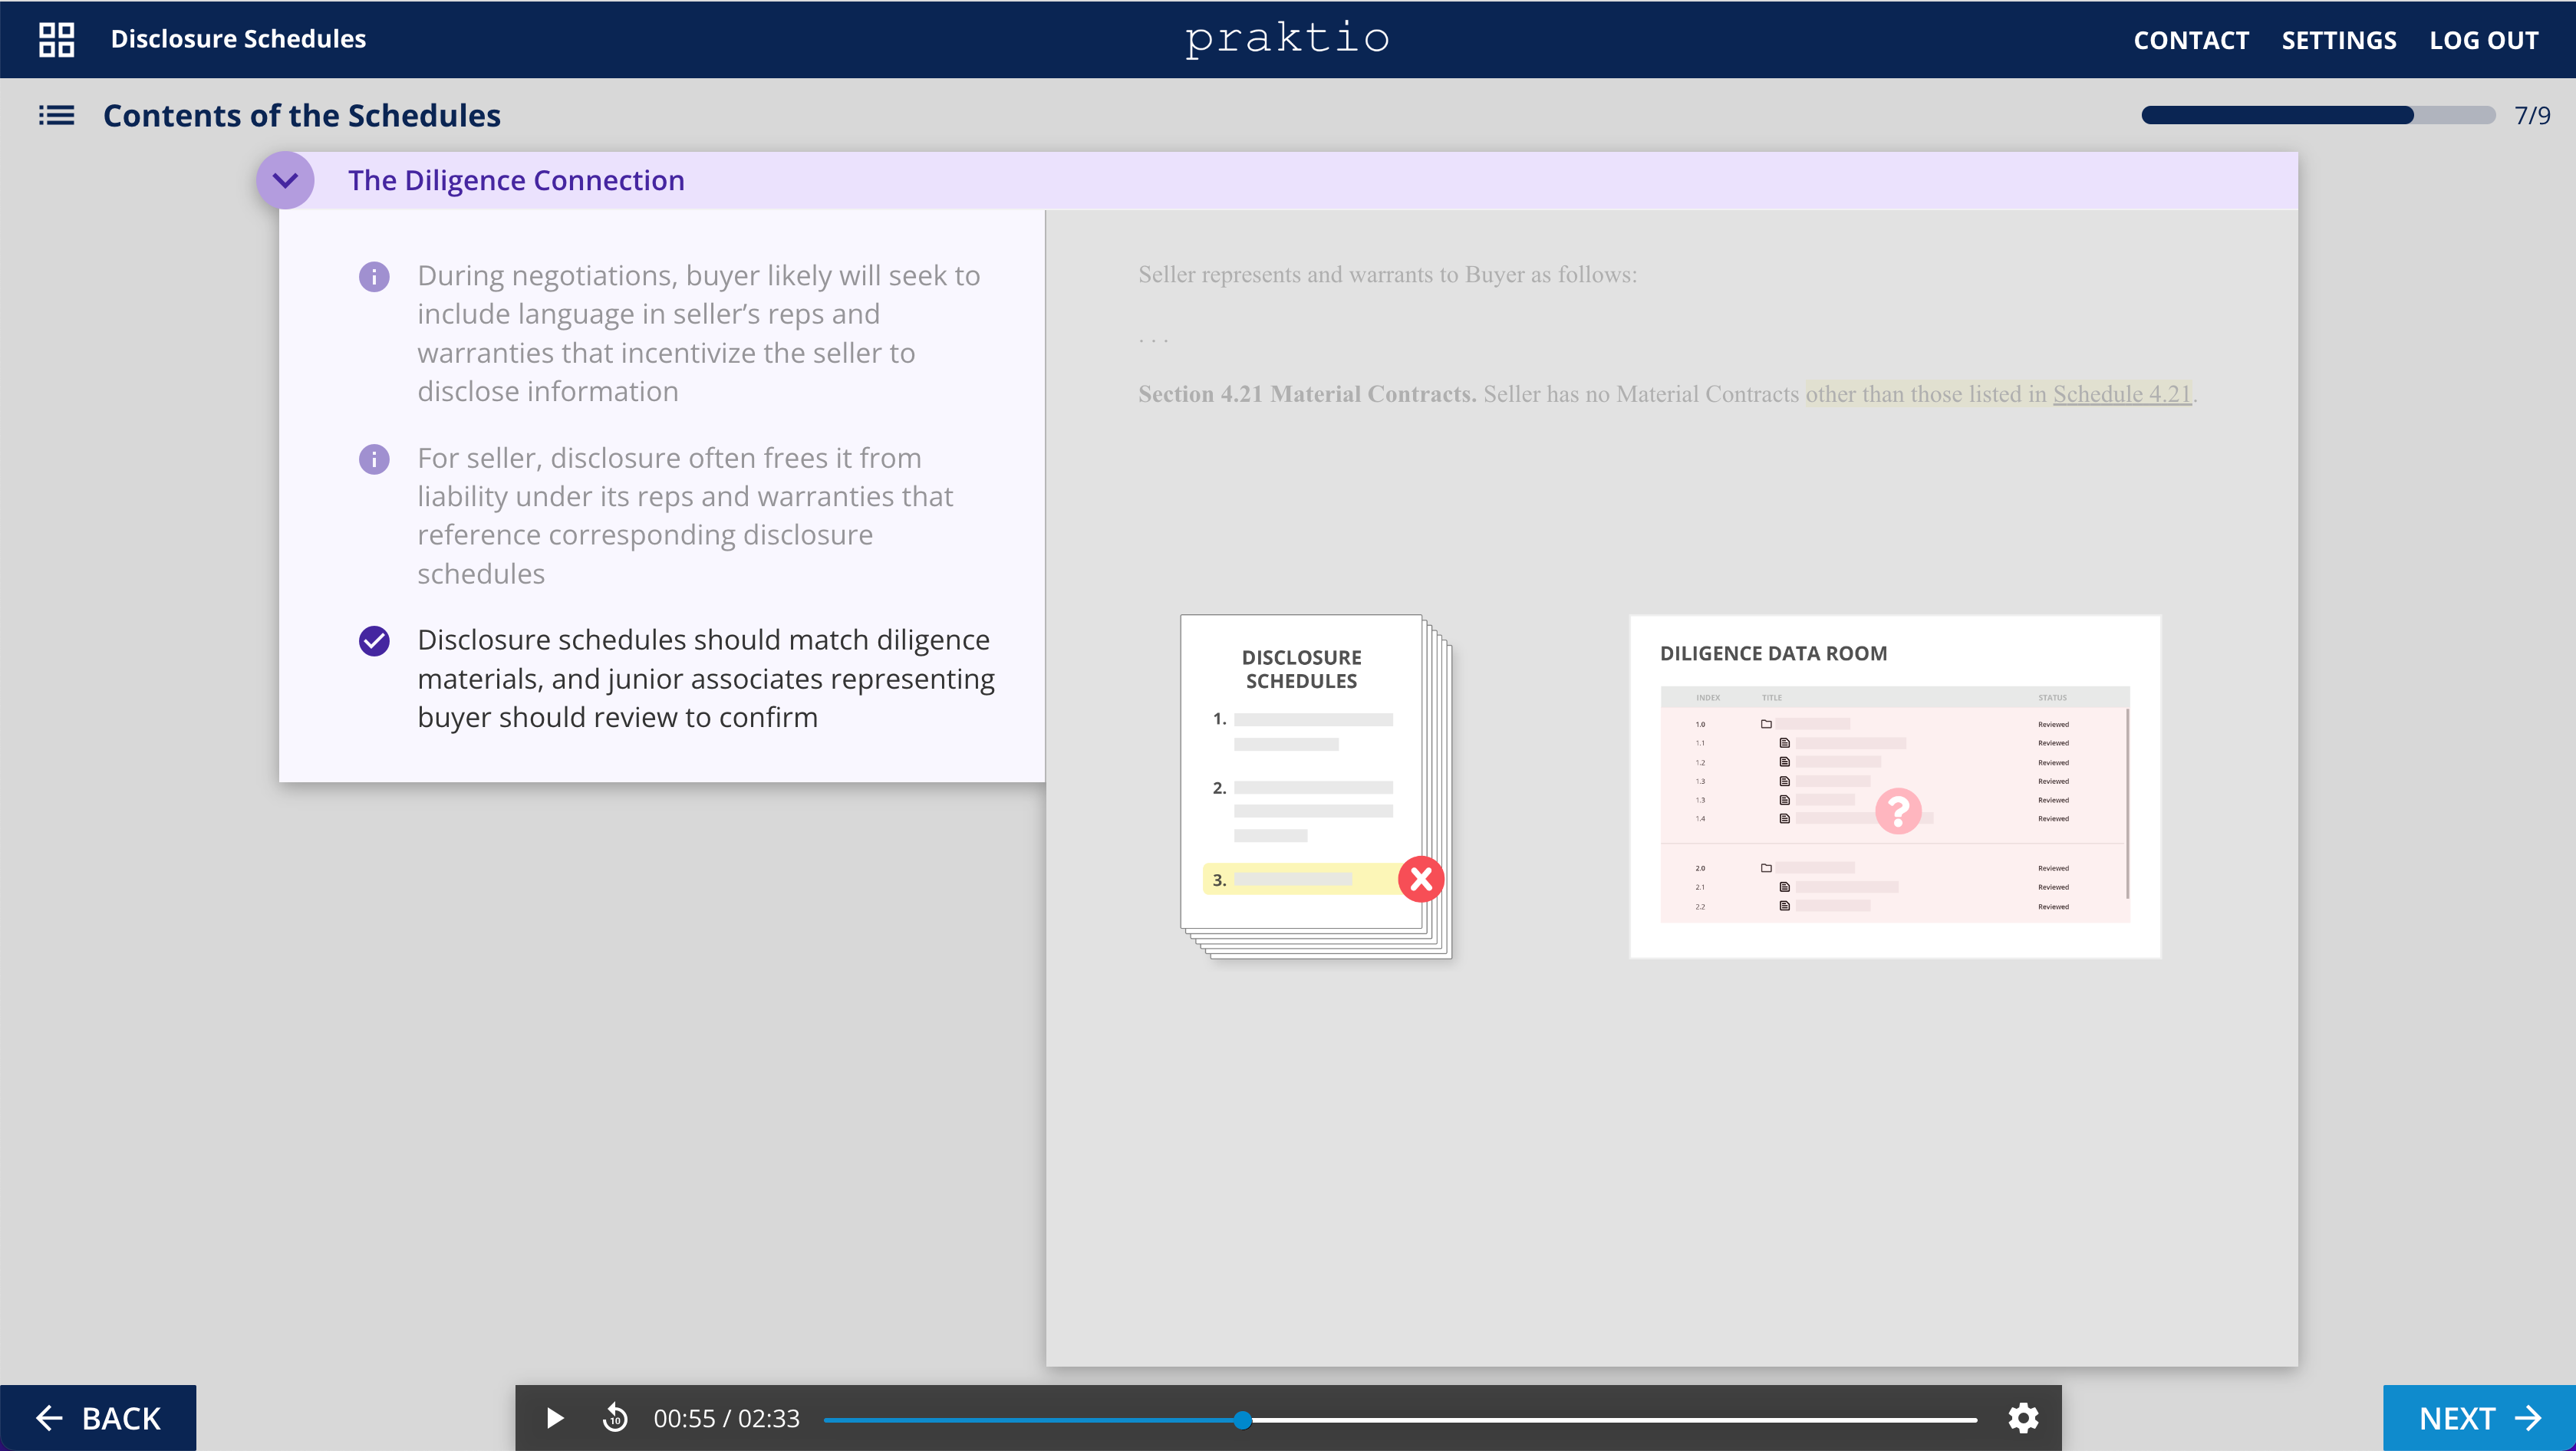 Disclosure Schedules
praktio
CONTACT SETTINGS LOG OUT
Contents of the Schedules
7/9
The Diligence Connection
During negotiations, buyer likely will seek to
include language in seller’s reps and
warranties that incentivize the seller to
disclose information
For seller, disclosure often frees it from
liability under its reps and warranties that
reference corresponding disclosure
schedules
Disclosure schedules should match diligence
materials, and junior associates representing
buyer should review to confirm
Seller represents and warrants to Buyer as follows:
. . .
Section 4.21 Material Contracts. Seller has no Material Contracts other than those listed in Schedule 4.21.
DISCLOSURE
SCHEDULES
1.
2.
3.
DILIGENCE DATA ROOM
INDEX TITLE STATUS
1.0 Reviewed
1.1 Reviewed
1.2 Reviewed
1.3 Reviewed
1.3 Reviewed
1.4 Reviewed
?
2.0 Reviewed
2.1 Reviewed
2.2 Reviewed
BACK
10
00:55 / 02:33
NEXT